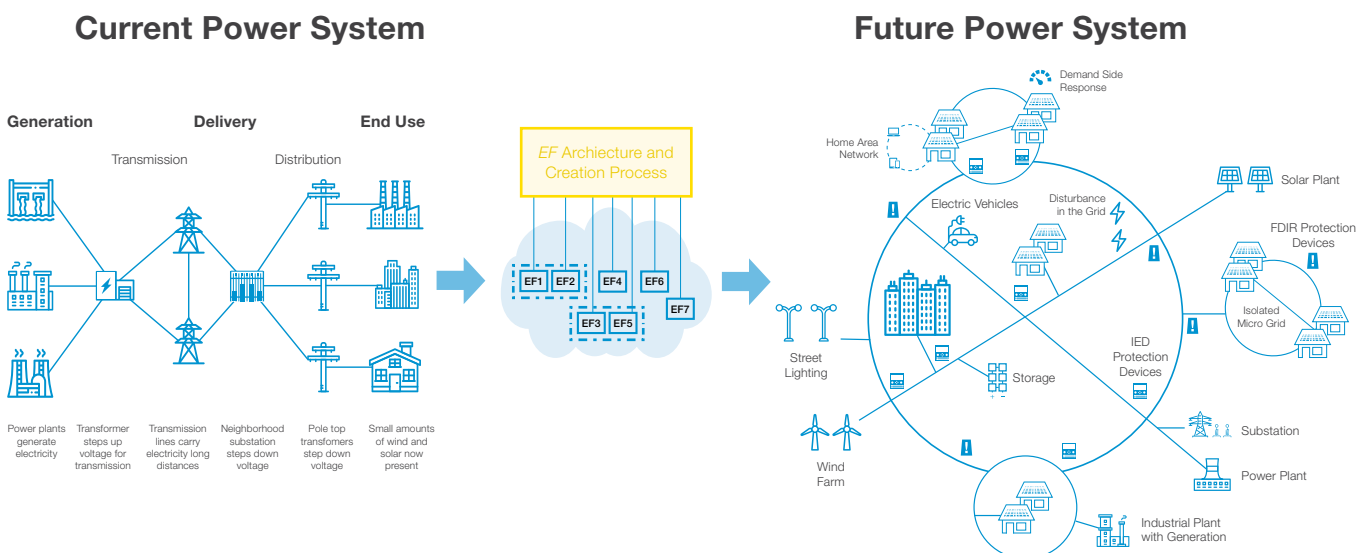 Current Power System
Future Power System
Generation
Delivery
End Use
Transmission
Distribution
Power plants
generate
electricity
Transformer
steps up
voltage for
transmission
Transmission
lines carry
electricity long
distances
Neighborhood
substation
steps down
voltage
Pole top
transfomers
step down
voltage
Small amounts
of wind and
solar now
present
EF Archiecture and
Creation Process
EF1
EF2
EF4
EF6
EF7
EF3
EF5
Demand Side
Response
Home Area
Network
Electric Vehicles
Disturbance
in the Grid
Solar Plant
FDIR Protection
Devices
Isolated
Micro Grid
Street
Lighting
IED
Protection
Devices
Storage
+ -
Wind
Farm
Substation
Power Plant
Industrial Plant
with Generation